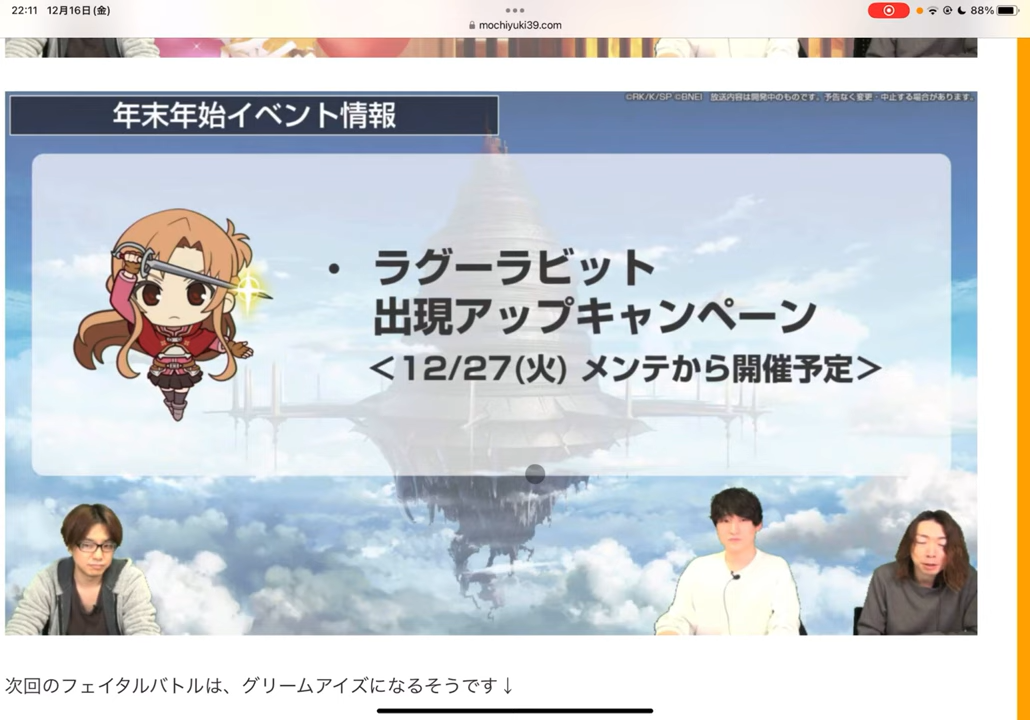 22:11 12月16日(金)
88%
mochiyuki39.com
©RK/K/SP ©BNEI 放送内容は開発中のものです。予告なく変更・中止する場合があります。
年末年始イベント情報
・ ラグーラビット
出現アップキャンペーン
＜12/27(火) メンテから開催予定＞
次回のフェイタルバトルは、グリームアイズになるそうです↓